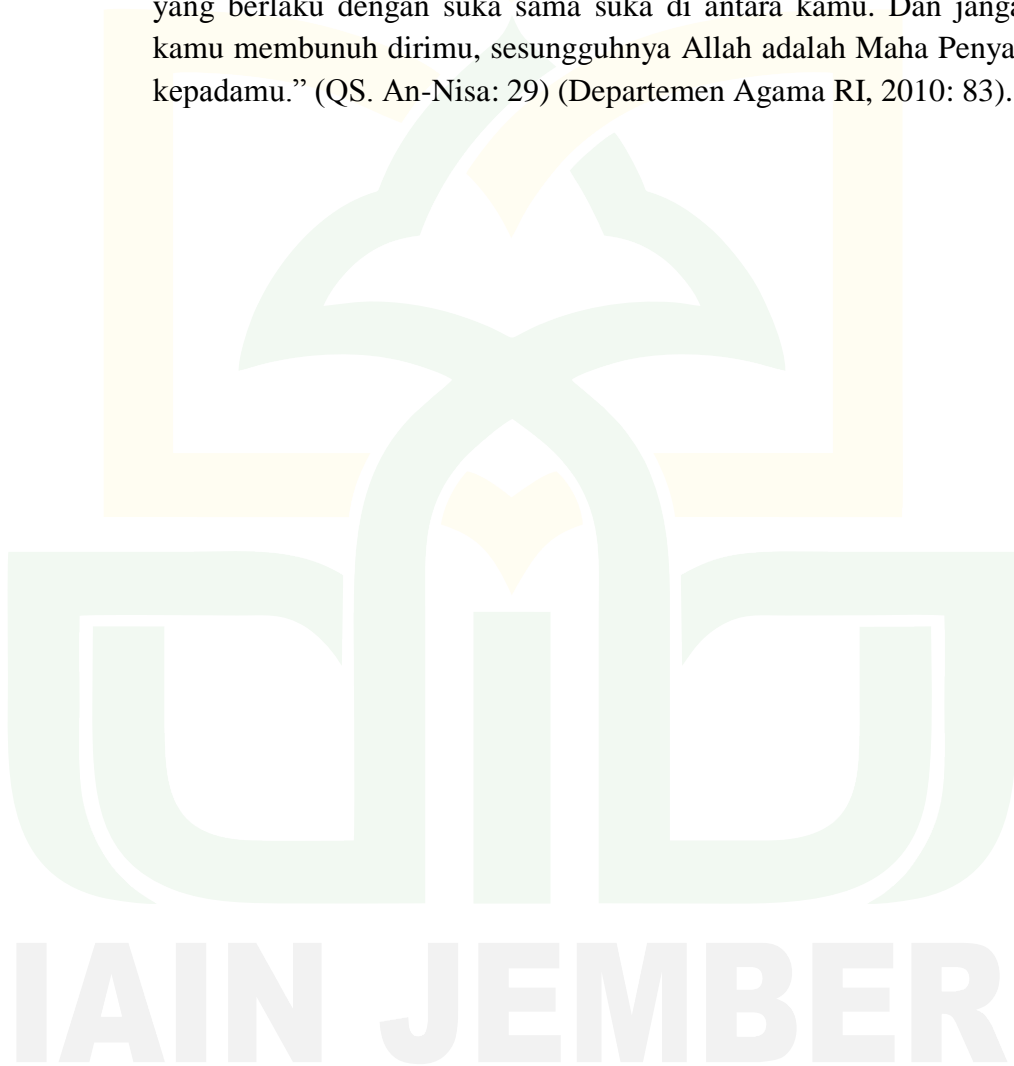 yang berlaku dengan suka sama suka di antara kamu. Dan janga
kamu membunuh dirimu, sesungguhnya Allah adalah Maha Penya
kepadamu.” (QS. An-Nisa: 29) (Departemen Agama RI, 2010: 83).
IAIN JEMBER